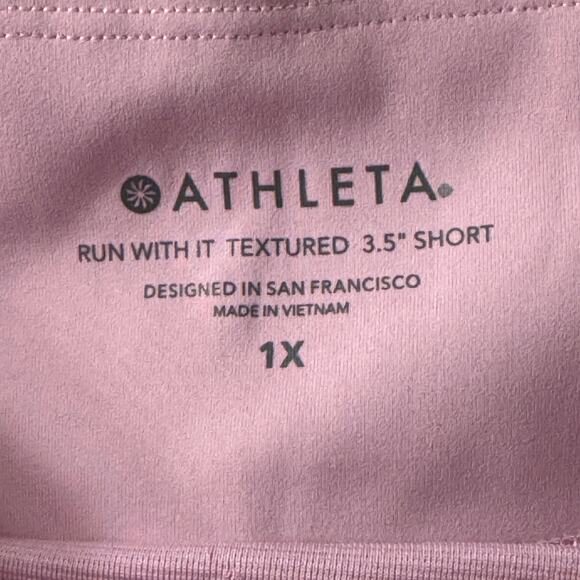 ATHLETA
RUN WITH IT TEXTURED 3.5" SHORT
DESIGNED IN SAN FRANCISCO
MADE IN VIETNAM
1X